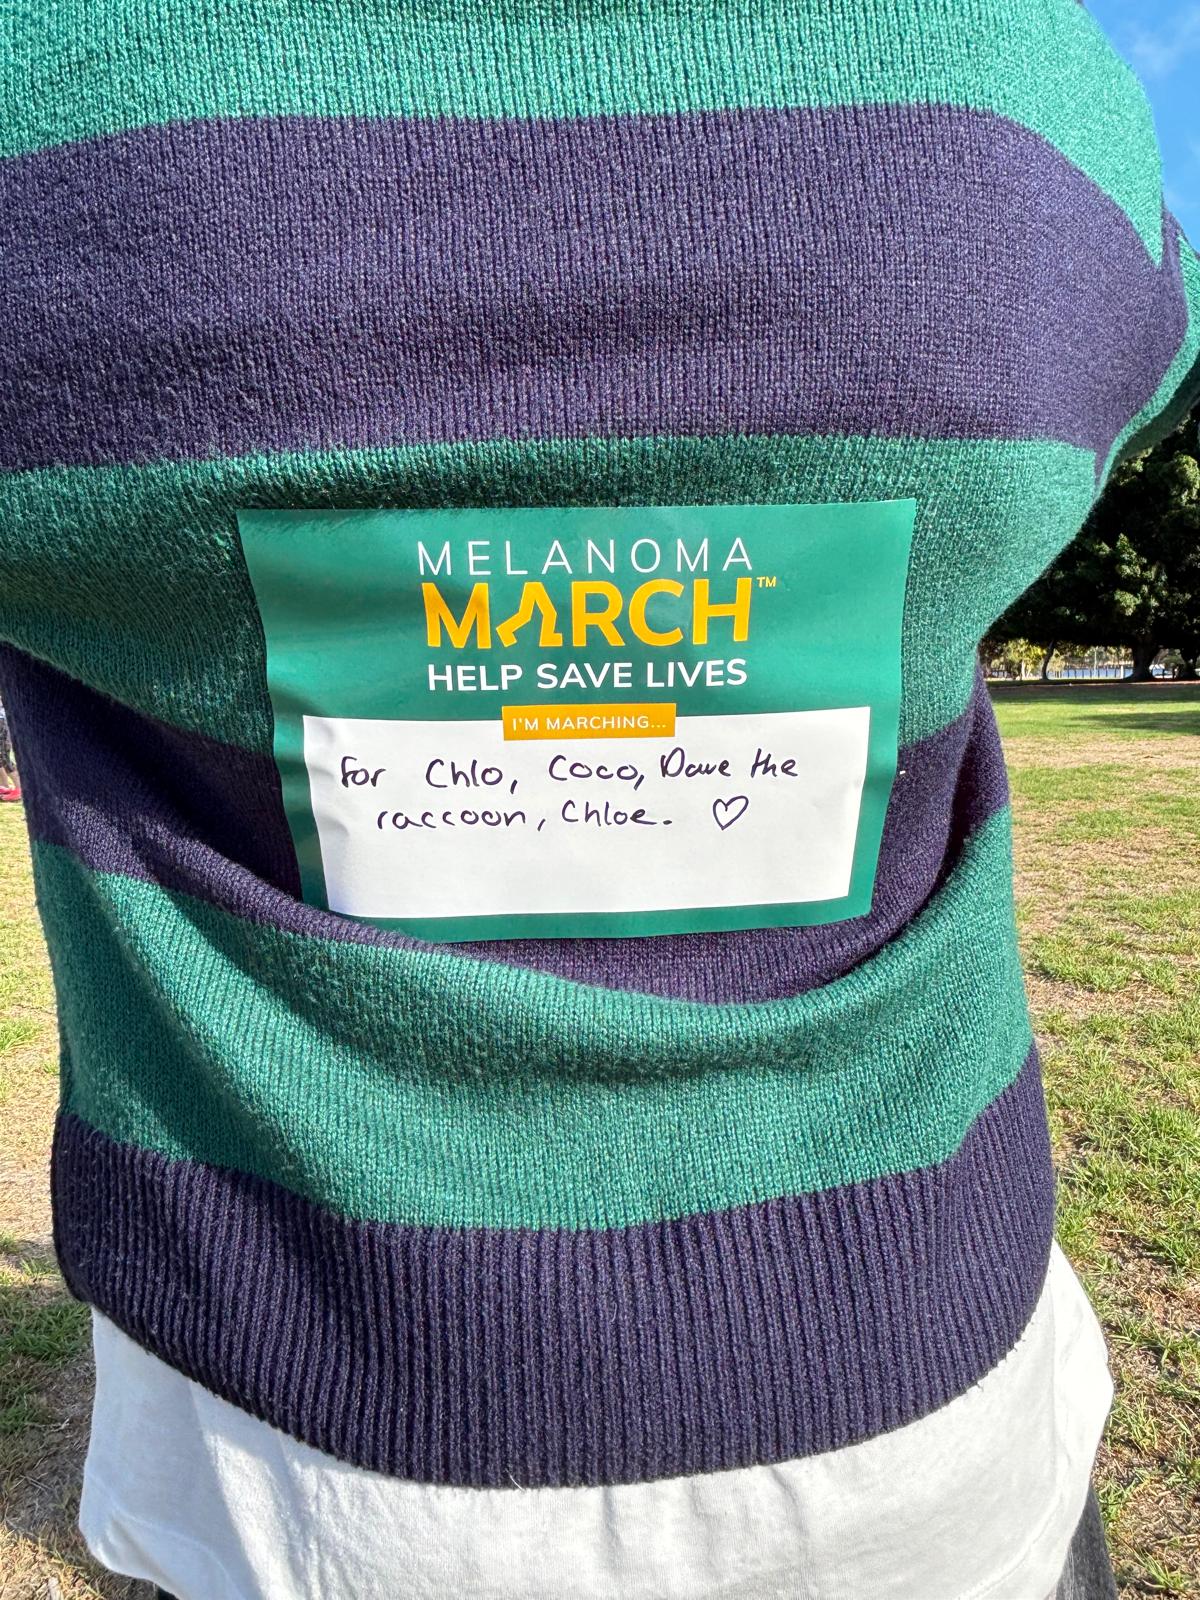 MELANOMA
MARCH™
HELP SAVE LIVES
I'M MARCHING...
For Chlo, Coco, Dave the
raccoon, Chloe. ♡